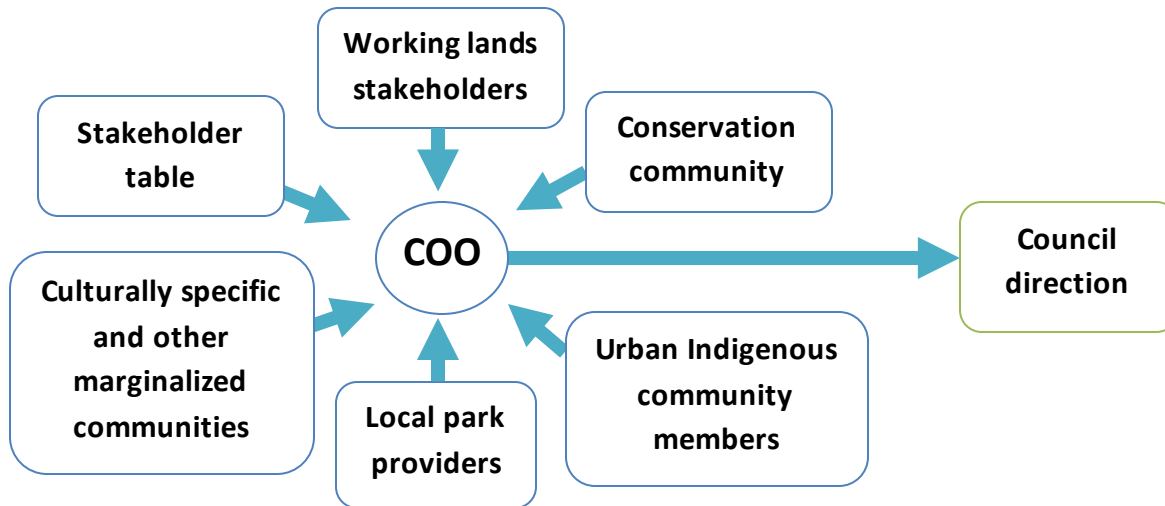 Working lands
stakeholders
Stakeholder
table
Conservation
community
COO
Council
direction
Culturally specific
and other
marginalized
communities
Local park
providers
Urban Indigenous
community
members